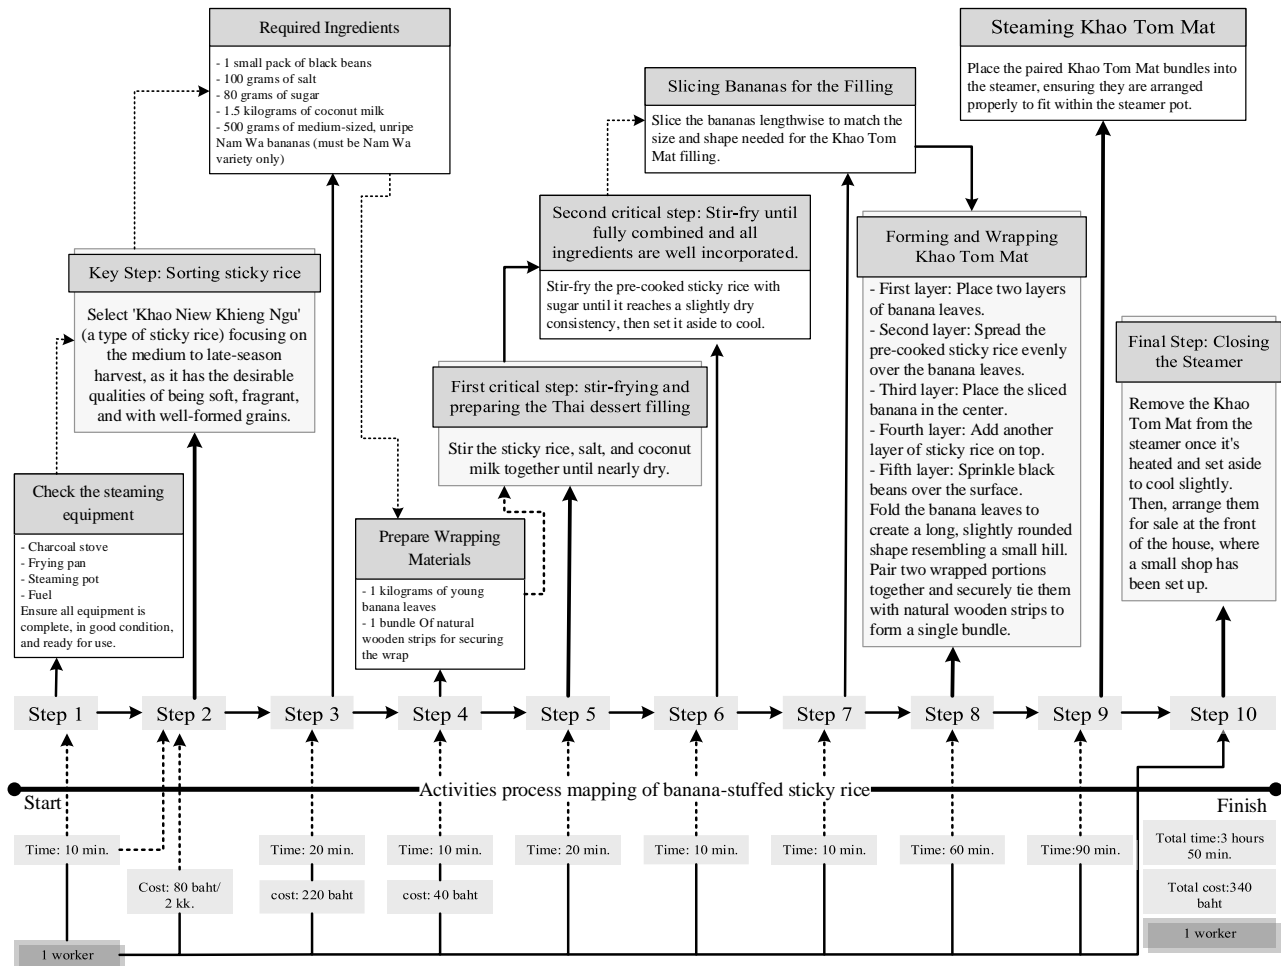 Required Ingredients
- 1 small pack of black beans
- 100 grams of salt
- 80 grams of sugar
- 1.5 kilograms of coconut milk
- 500 grams of medium-sized, unripe
Nam Wa bananas (must be Nam Wa
variety only)
Steaming Khao Tom Mat
Place the paired Khao Tom Mat bundles into
the steamer, ensuring they are arranged
properly to fit within the steamer pot.
Slicing Bananas for the Filling
Slice the bananas lengthwise to match the
size and shape needed for the Khao Tom
Mat filling.
Second critical step: Stir-fry until
fully combined and all
ingredients are well incorporated.
Stir-fry the pre-cooked sticky rice with
sugar until it reaches a slightly dry
consistency, then set it aside to cool.
Key Step: Sorting sticky rice
Select 'Khao Niew Khieng Ngu'
(a type of sticky rice) focusing on
the medium to late-season
harvest, as it has the desirable
qualities of being soft, fragrant,
and with well-formed grains.
Forming and Wrapping
Khao Tom Mat
- First layer: Place two layers
of banana leaves.
- Second layer: Spread the
pre-cooked sticky rice evenly
over the banana leaves.
- Third layer: Place the sliced
banana in the center.
- Fourth layer: Add another
layer of sticky rice on top.
- Fifth layer: Sprinkle black
beans over the surface.
Fold the banana leaves to
create a long, slightly rounded
shape resembling a small hill.
Pair two wrapped portions
together and securely tie them
with natural wooden strips to
form a single bundle.
Final Step: Closing
the Steamer
Remove the Khao
Tom Mat from the
steamer once it's
heated and set aside
to cool slightly.
Then, arrange them
for sale at the front
of the house, where
a small shop has
been set up.
First critical step: stir-frying and
preparing the Thai dessert filling
Stir the sticky rice, salt, and coconut
milk together until nearly dry.
Check the steaming
equipment
- Charcoal stove
- Frying pan
- Steaming pot
- Fuel
Ensure all equipment is
complete, in good condition,
and ready for use.
Prepare Wrapping
Materials
- 1 kilograms of young
banana leaves
- 1 bundle Of natural
wooden strips for securing
the wrap
Step 1
Step 2
Step 3
Step 4
Step 5
Step 6
Step 7
Step 8
Step 9
Step 10
Activities process mapping of banana-stuffed sticky rice
Start
Finish
Time: 10 min.
Time: 20 min.
Time: 10 min.
Time: 20 min.
Time: 10 min.
Time: 10 min.
Time: 60 min.
Time:90 min.
Total time:3 hours
50 min.
Cost: 80 baht/
2 kk.
cost: 220 baht
cost: 40 baht
Total cost:340
baht
1 worker
1 worker